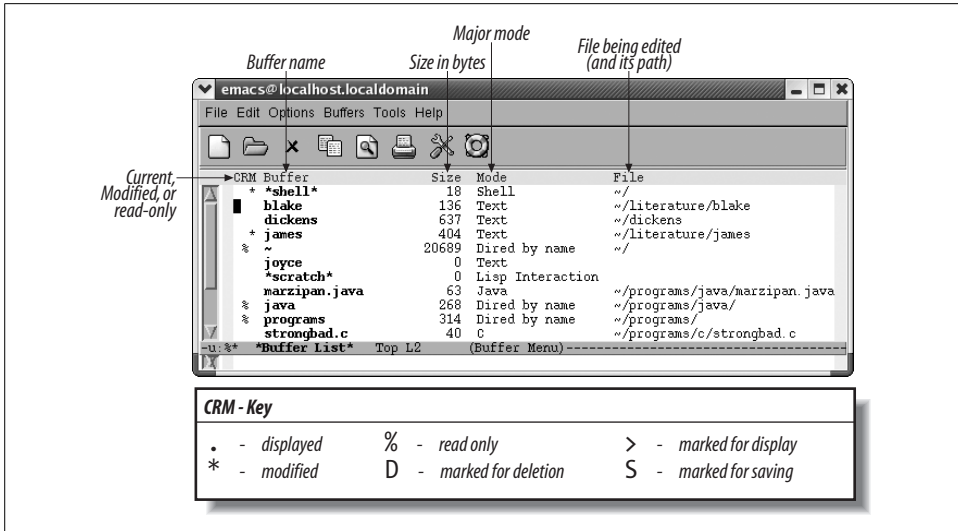 Major mode
Buffer name
Size in bytes
File being edited
(and its path)
emacs@localhost.localdomain
File Edit Options Buffers Tools Help
Current,
Modified, or
read-only
CRM Buffer Size Mode File
* *shell* 18 Shell ~/
blake 136 Text ~/literature/blake
dickens 637 Text ~/dickens
* james 404 Text ~/literature/james
% ~ 20689 Dired by name ~/
joyce 0 Text
*scratch* 0 Lisp Interaction
marzipan.java 63 Java ~/programs/java/marzipan.java
% java 268 Dired by name ~/programs/java/
% programs 314 Dired by name ~/programs/
strongbad.c 40 C ~/programs/c/strongbad.c
-u:%* *Buffer List* Top L2 (Buffer Menu)-----------------------------------
CRM - Key
. - displayed % - read only > - marked for display
* - modified D - marked for deletion S - marked for saving